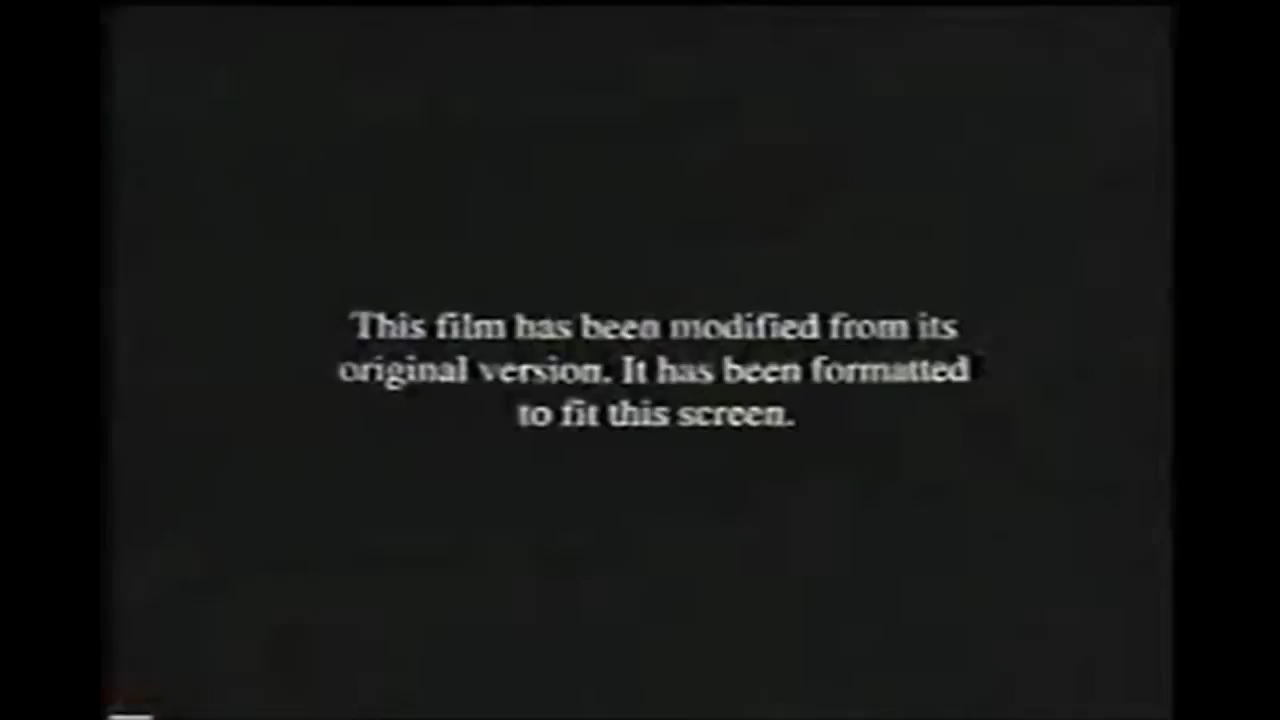 This film has been modified from its
original version. It has been formatted
to fit this screen.